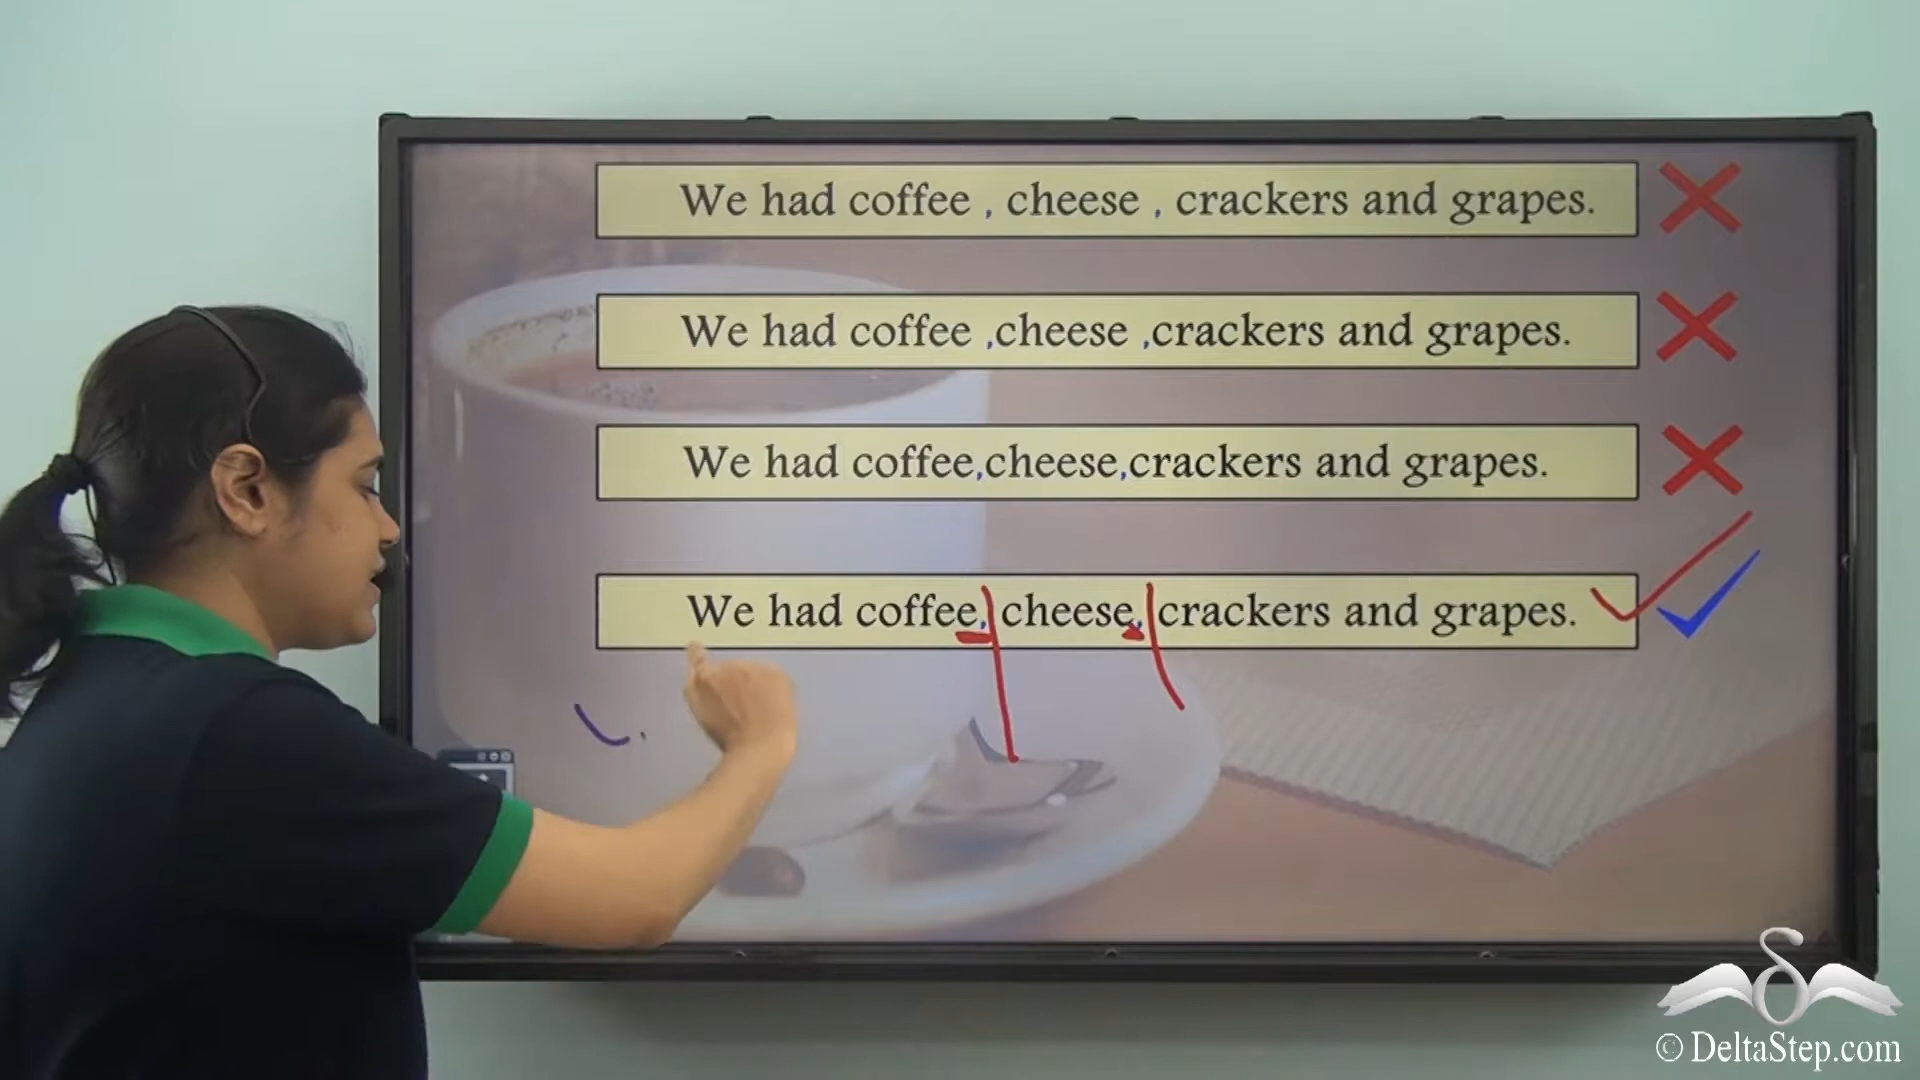 We had coffee , cheese , crackers and grapes.
We had coffee ,cheese ,crackers and grapes.
We had coffee,cheese,crackers and grapes.
We had coffee, cheese, crackers and grapes.
© DeltaStep.com